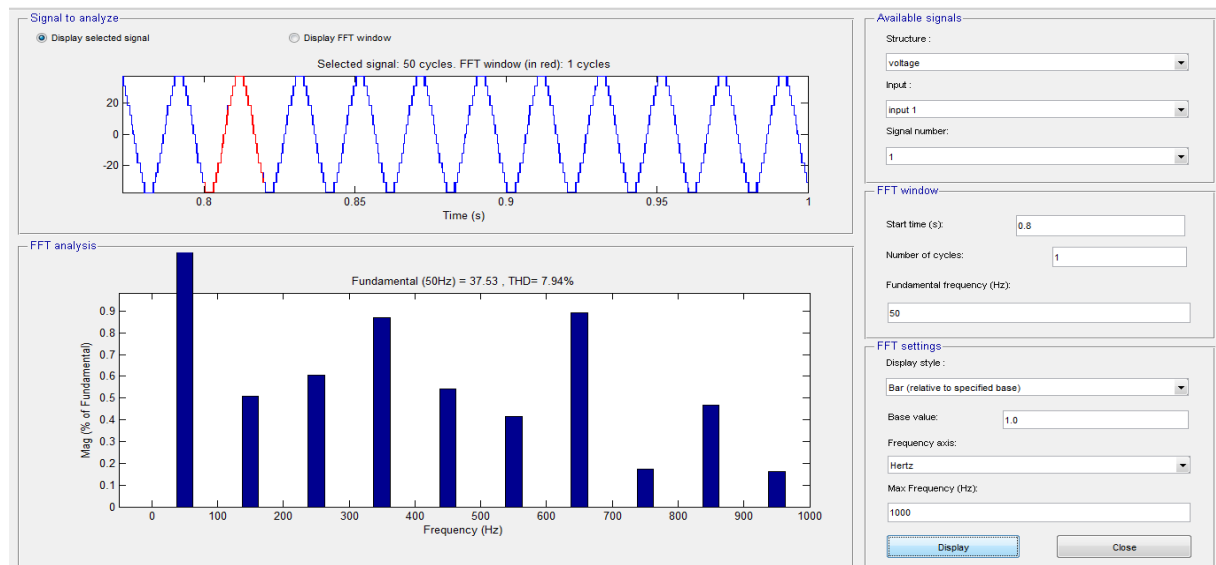 Signal to analyze
Display selected signal
Display FFT window
Selected signal: 50 cycles. FFT window (in red): 1 cycles
20
0
-20
0.8
0.85
0.9
0.95
1
Time (s)
FFT analysis
Fundamental (50Hz) = 37.53 , THD= 7.94%
Mag (% of Fundamental)
0.9
0.8
0.7
0.6
0.5
0.4
0.3
0.2
0.1
0
0 100 200 300 400 500 600 700 800 900 1000
Frequency (Hz)
Available signals
Structure :
voltage
Input :
input 1
Signal number:
1
FFT window
Start time (s): 0.8
Number of cycles: 1
Fundamental frequency (Hz):
50
FFT settings
Display style :
Bar (relative to specified base)
Base value: 1.0
Frequency axis:
Hertz
Max Frequency (Hz):
1000
Display
Close